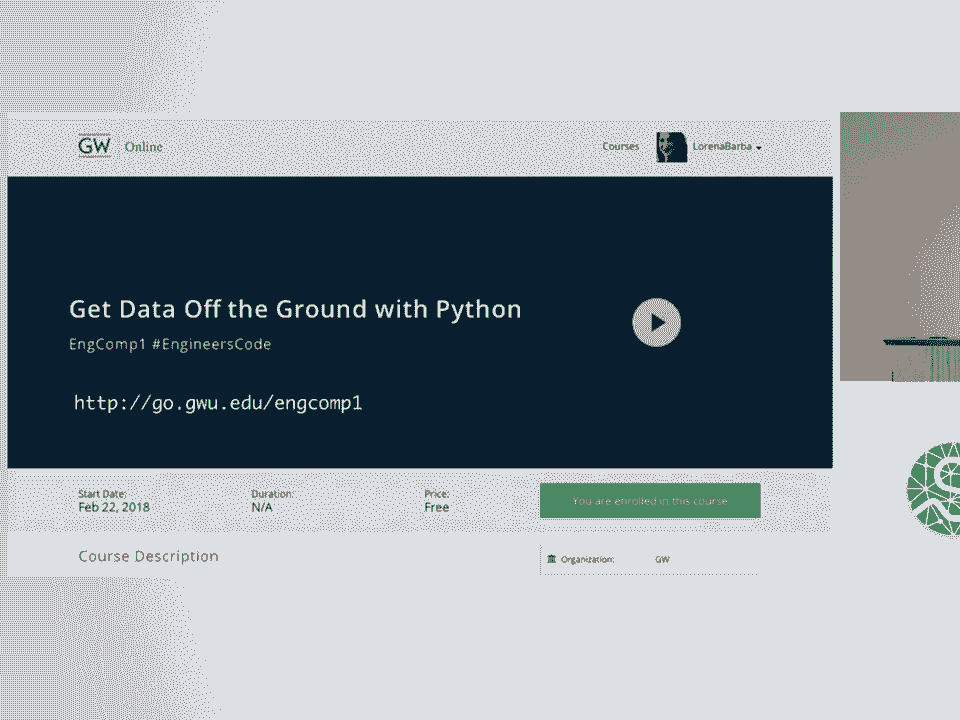 GW Online
Courses
LorenaBarba
Get Data Off the Ground with Python
EngComp1 #EngineersCode
http://go.gwu.edu/engcomp1
Start Date:
Feb 22, 2018
Duration:
N/A
Price:
Free
You are enrolled in this course
Course Description
Organization:
GW